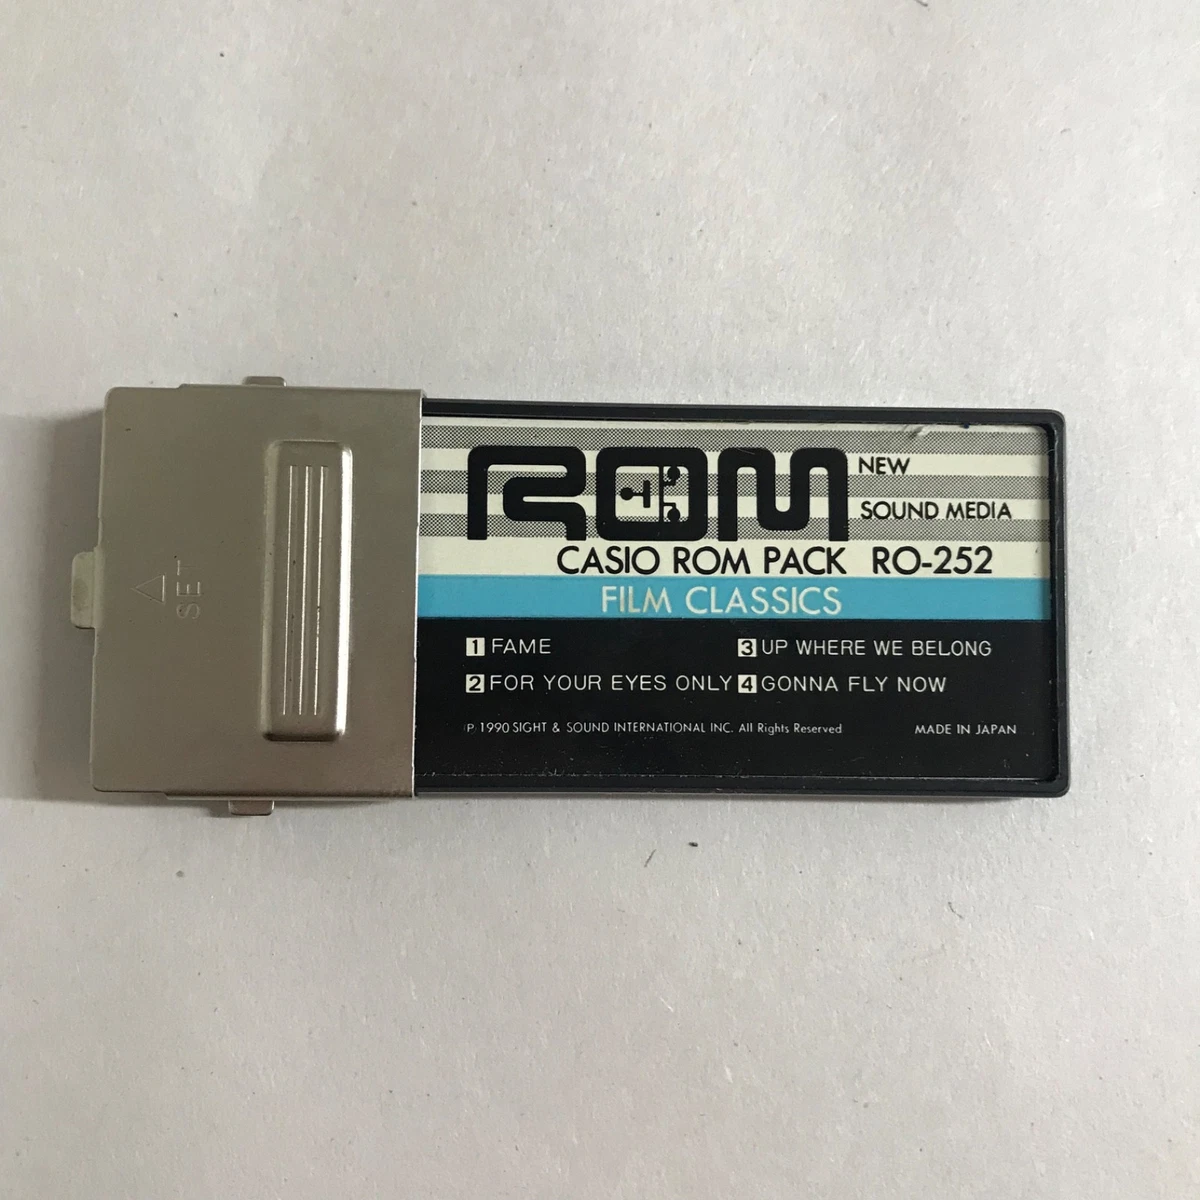 △
SET
ROM
NEW
SOUND MEDIA
CASIO ROM PACK RO-252
FILM CLASSICS
1 FAME
2 FOR YOUR EYES ONLY
3 UP WHERE WE BELONG
4 GONNA FLY NOW
Ⓟ 1990 SIGHT & SOUND INTERNATIONAL INC. All Rights Reserved
MADE IN JAPAN